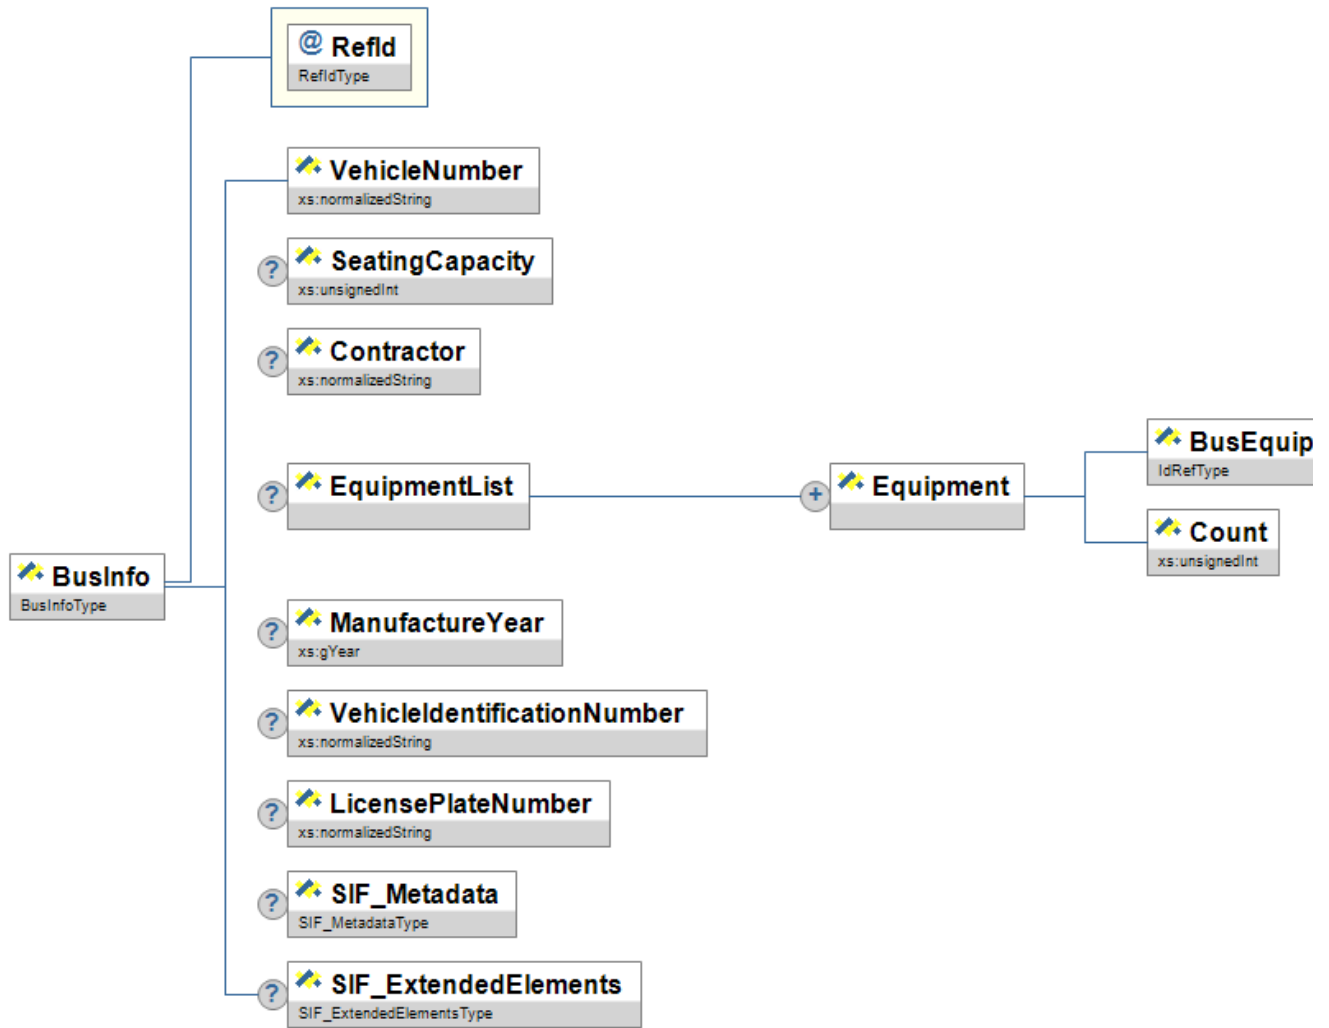 @ RefId
RefIdType
VehicleNumber
xs:normalizedString
? SeatingCapacity
xs:unsignedInt
? Contractor
xs:normalizedString
? EquipmentList
+ Equipment
BusEquip
IdRefType
Count
xs:unsignedInt
BusInfo
BusInfoType
? ManufactureYear
xs:gYear
? VehicleIdentificationNumber
xs:normalizedString
? LicensePlateNumber
xs:normalizedString
? SIF_Metadata
SIF_MetadataType
? SIF_ExtendedElements
SIF_ExtendedElementsType